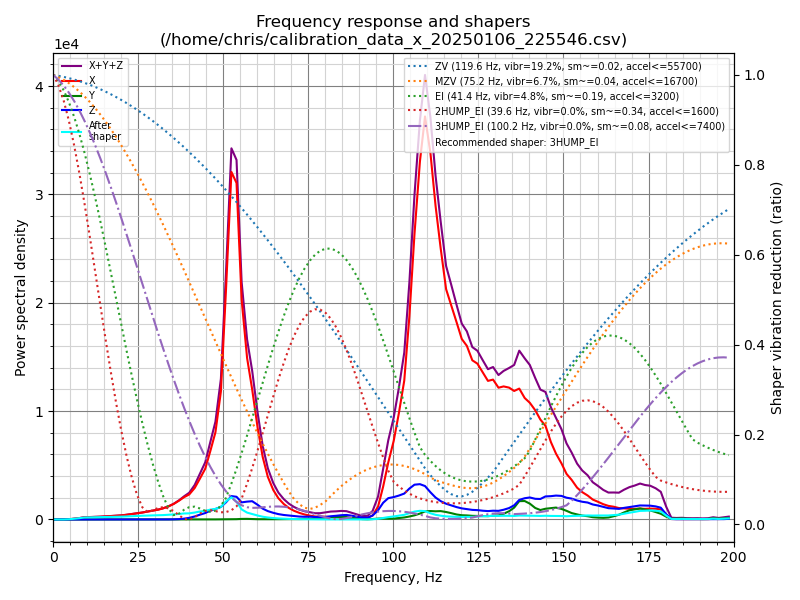 Frequency response and shapers
(/home/chris/calibration_data_x_20250106_225546.csv)
1e4
X+Y+Z
X
Y
Z
After
shaper
ZV (119.6 Hz, vibr=19.2%, sm~=0.02, accel<=55700)
MZV (75.2 Hz, vibr=6.7%, sm~=0.04, accel<=16700)
EI (41.4 Hz, vibr=4.8%, sm~=0.19, accel<=3200)
2HUMP_EI (39.6 Hz, vibr=0.0%, sm~=0.34, accel<=1600)
3HUMP_EI (100.2 Hz, vibr=0.0%, sm~=0.08, accel<=7400)
Recommended shaper: 3HUMP_EI
4
3
2
1
0
Power spectral density
1.0
0.8
0.6
0.4
0.2
0.0
Shaper vibration reduction (ratio)
0 25 50 75 100 125 150 175 200
Frequency, Hz